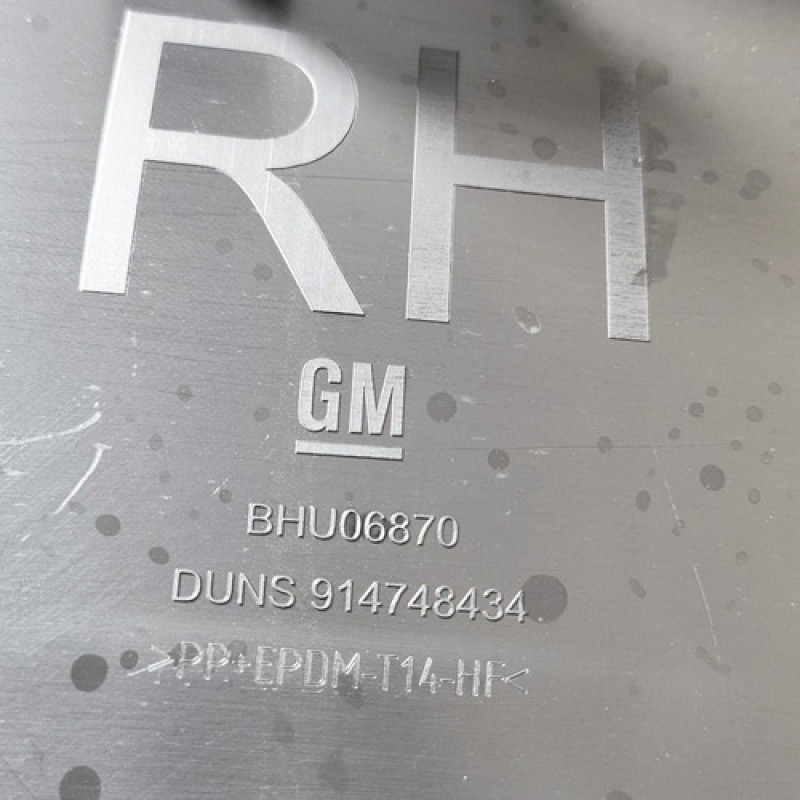 RH
GM
BHU06870
DUNS 914748434
>PP+EPDM-T14-HF<